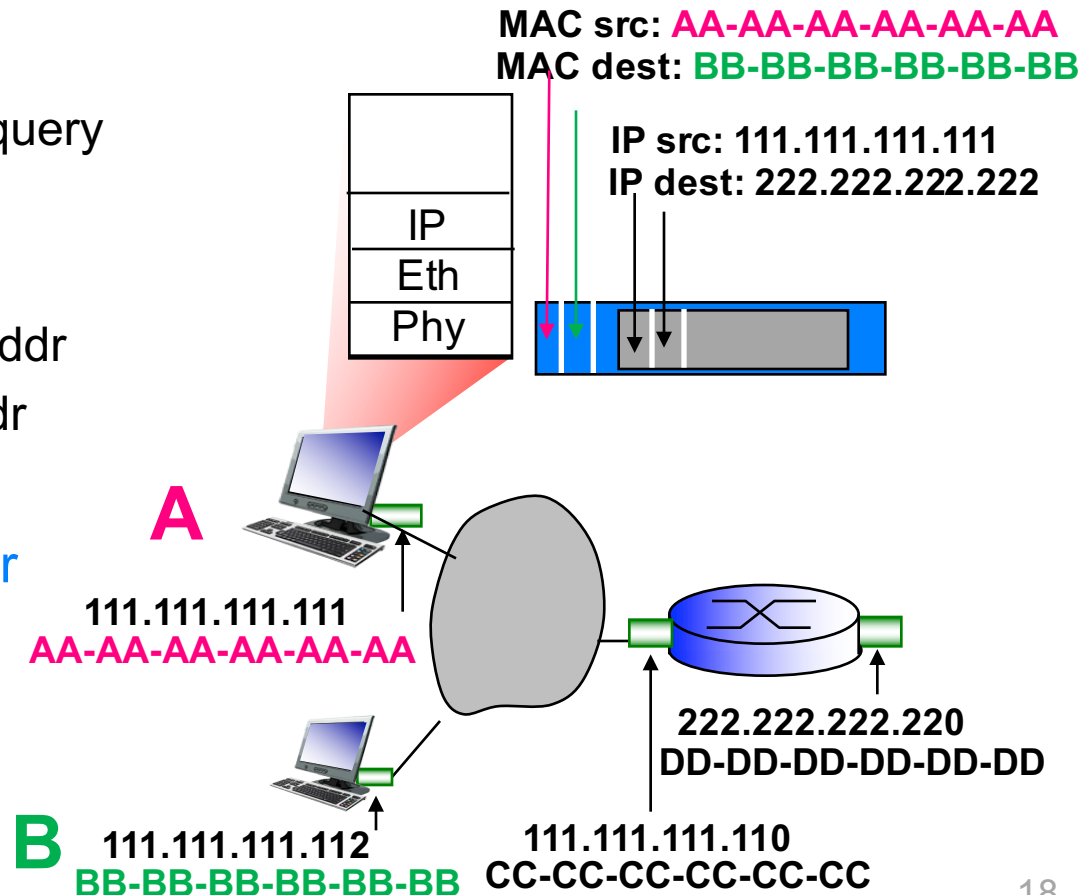 MAC src: AA-AA-AA-AA-AA-AA
MAC dest: BB-BB-BB-BB-BB-BB
query
IP src: 111.111.111.111
IP dest: 222.222.222.222
IP
Eth
Phy
ddr
dr
A
r
111.111.111.111
AA-AA-AA-AA-AA-AA
222.222.222.220
DD-DD-DD-DD-DD-DD
B
111.111.111.112
BB-BB-BB-BB-BB-BB
111.111.111.110
CC-CC-CC-CC-CC-CC
18